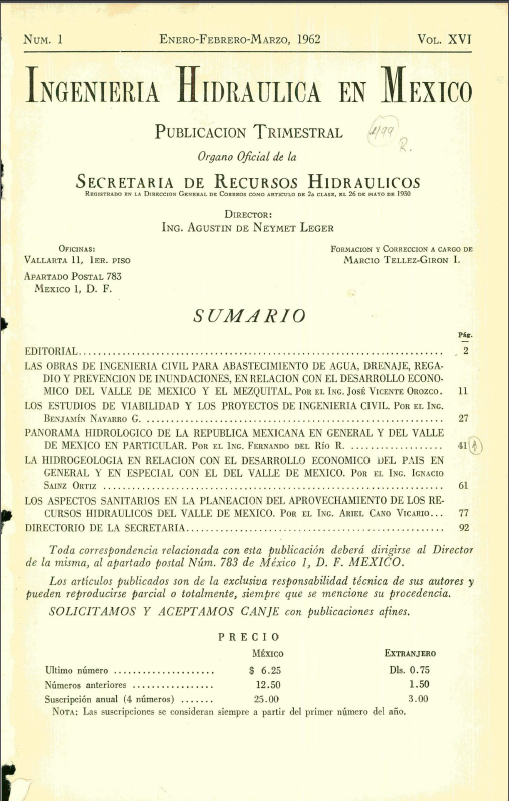 NUM. 1 ENERO-FEBRERO-MARZO, 1962 VOL. XVI
INGENIERIA HIDRAULICA EN MEXICO
PUBLICACION TRIMESTRAL
Organo Oficial de la
SECRETARIA DE RECURSOS HIDRAULICOS
REGISTRADO EN LA DIRECCION GENERAL DE CORREOS COMO ARTICULO DE 2a CLASE, EL 26 DE MAYO DE 1930
DIRECTOR:
ING. AGUSTIN DE NEYMET LEGER
OFICINAS:
VALLARTA 11, 1ER. PISO
APARTADO POSTAL 783
MEXICO 1, D. F.
FORMACION Y CORRECCION A CARGO DE
MARCIO TELLEZ-GIRON I.
SUMARIO
Pág.
EDITORIAL 2
LAS OBRAS DE INGENIERIA CIVIL PARA ABASTECIMIENTO DE AGUA, DRENAJE, REGA-
DIO Y PREVENCION DE INUNDACIONES, EN RELACION CON EL DESARROLLO ECONO-
MICO DEL VALLE DE MEXICO Y EL MEZQUITAL. POR EL ING. JOSÉ VICENTE OROZCO. 11
LOS ESTUDIOS DE VIABILIDAD Y LOS PROYECTOS DE INGENIERIA CIVIL. POR EL ING.
BENJAMÍN NAVARRO G. 27
PANORAMA HIDROLOGICO DE LA REPUBLICA MEXICANA EN GENERAL Y DEL VALLE
DE MEXICO EN PARTICULAR. POR EL ING. FERNANDO DEL RÍO R. 41
LA HIDROGEOLOGIA EN RELACION CON EL DESARROLLO ECONOMICO DEL PAIS EN
GENERAL Y EN ESPECIAL CON EL DEL VALLE DE MEXICO. POR EL ING. IGNACIO
SAINZ ORTIZ 61
LOS ASPECTOS SANITARIOS EN LA PLANEACION DEL APROVECHAMIENTO DE LOS RE-
CURSOS HIDRAULICOS DEL VALLE DE MEXICO. POR EL ING. ARIEL CANO VICARIO... 77
DIRECTORIO DE LA SECRETARIA 92
Toda correspondencia relacionada con esta publicación deberá dirigirse al Director
de la misma, al apartado postal Núm. 783 de México 1, D. F. MEXICO.
Los artículos publicados son de la exclusiva responsabilidad técnica de sus autores y
pueden reproducirse parcial o totalmente, siempre que se mencione su procedencia.
SOLICITAMOS Y ACEPTAMOS CANJE con publicaciones afines.
PRECIO
MÉXICO EXTRANJERO
Ultimo número $ 6.25 Dls. 0.75
Números anteriores 12.50 1.50
Suscripción anual (4 números) 25.00 3.00
NOTA: Las suscripciones se consideran siempre a partir del primer número del año.